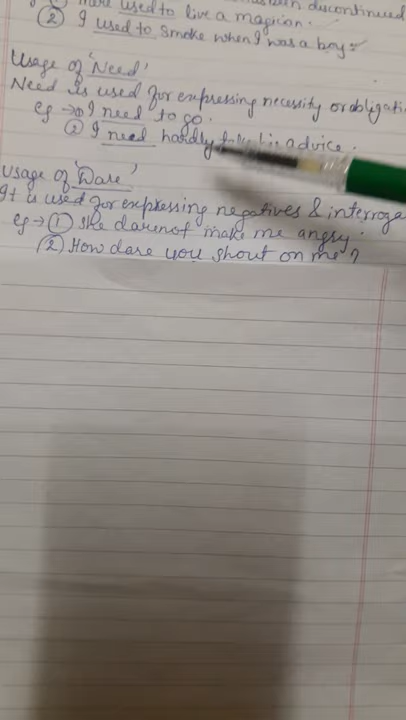 used to live a magician.
② I used to smoke when I was a boy.
Usage of 'Need'
Need is used for expressing necessity or obligati
eg → ① I need to go.
② I need hardly his advice.
Usage of 'Dare'
It is used for expressing negatives & interroga
eg → ① She dare not make me angry.
② How dare you shout on me?